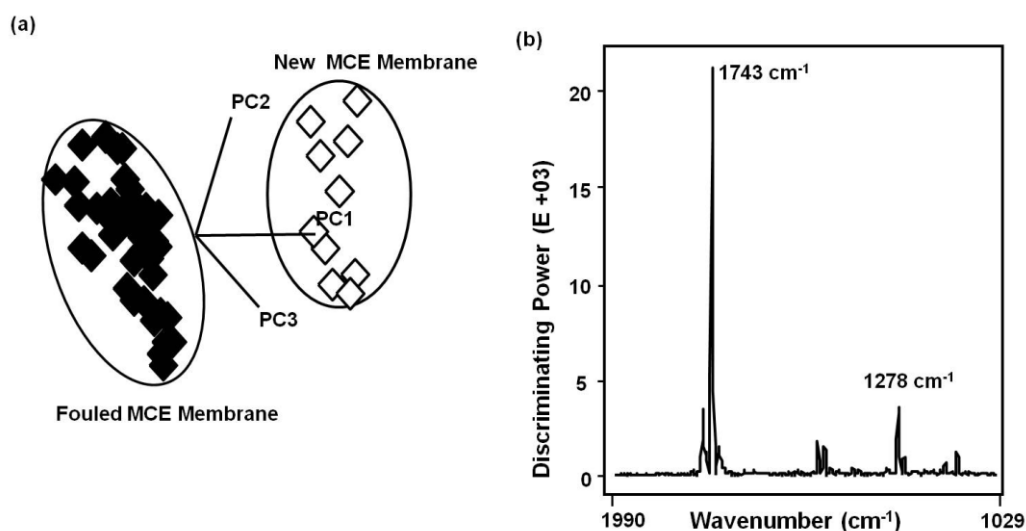 (a)
New MCE Membrane
PC2
PC1
PC3
Fouled MCE Membrane
(b)
1743 cm-1
1278 cm-1
20
15
10
5
0
Discriminating Power (E +03)
1990
Wavenumber (cm-1)
1029